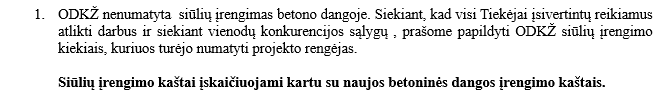 1. ODKŽ nenumatyta siūlių įrengimas betono dangoje. Siekiant, kad visi Tiekėjai įsivertintų reikiamus
atlikti darbus ir siekiant vienodų konkurencijos sąlygų , prašome papildyti ODKŽ siūlių įrengimo
kiekiais, kuriuos turėjo numatyti projekto rengėjas.
Siūlių įrengimo kaštai įskaičiuojami kartu su naujos betoninės dangos įrengimo kaštais.